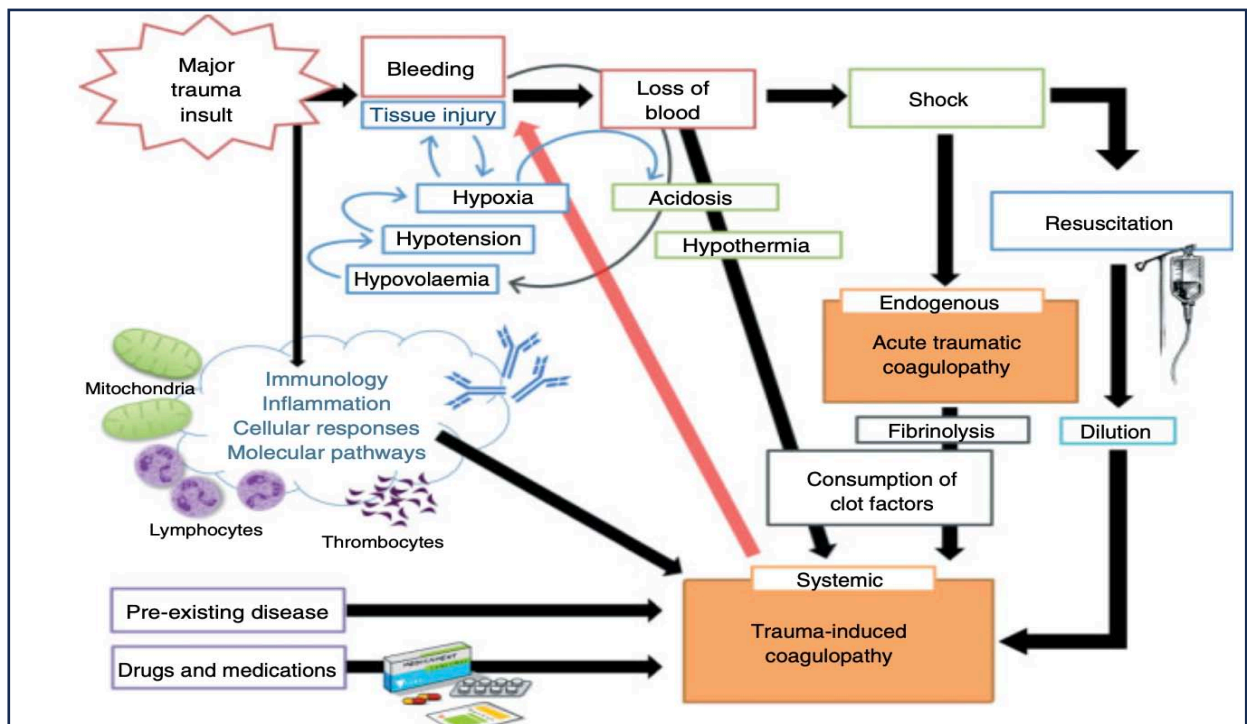 Major
trauma
insult
Bleeding
Tissue injury
Loss of
blood
Shock
Hypoxia
Acidosis
Resuscitation
Hypotension
Hypothermia
Hypovolaemia
Endogenous
Acute traumatic
coagulopathy
Mitochondria
Immunology
Inflammation
Cellular responses
Molecular pathways
Fibrinolysis
Dilution
Consumption of
clot factors
Lymphocytes
Thrombocytes
Systemic
Trauma-induced
coagulopathy
Pre-existing disease
Drugs and medications
MEDICAMENT